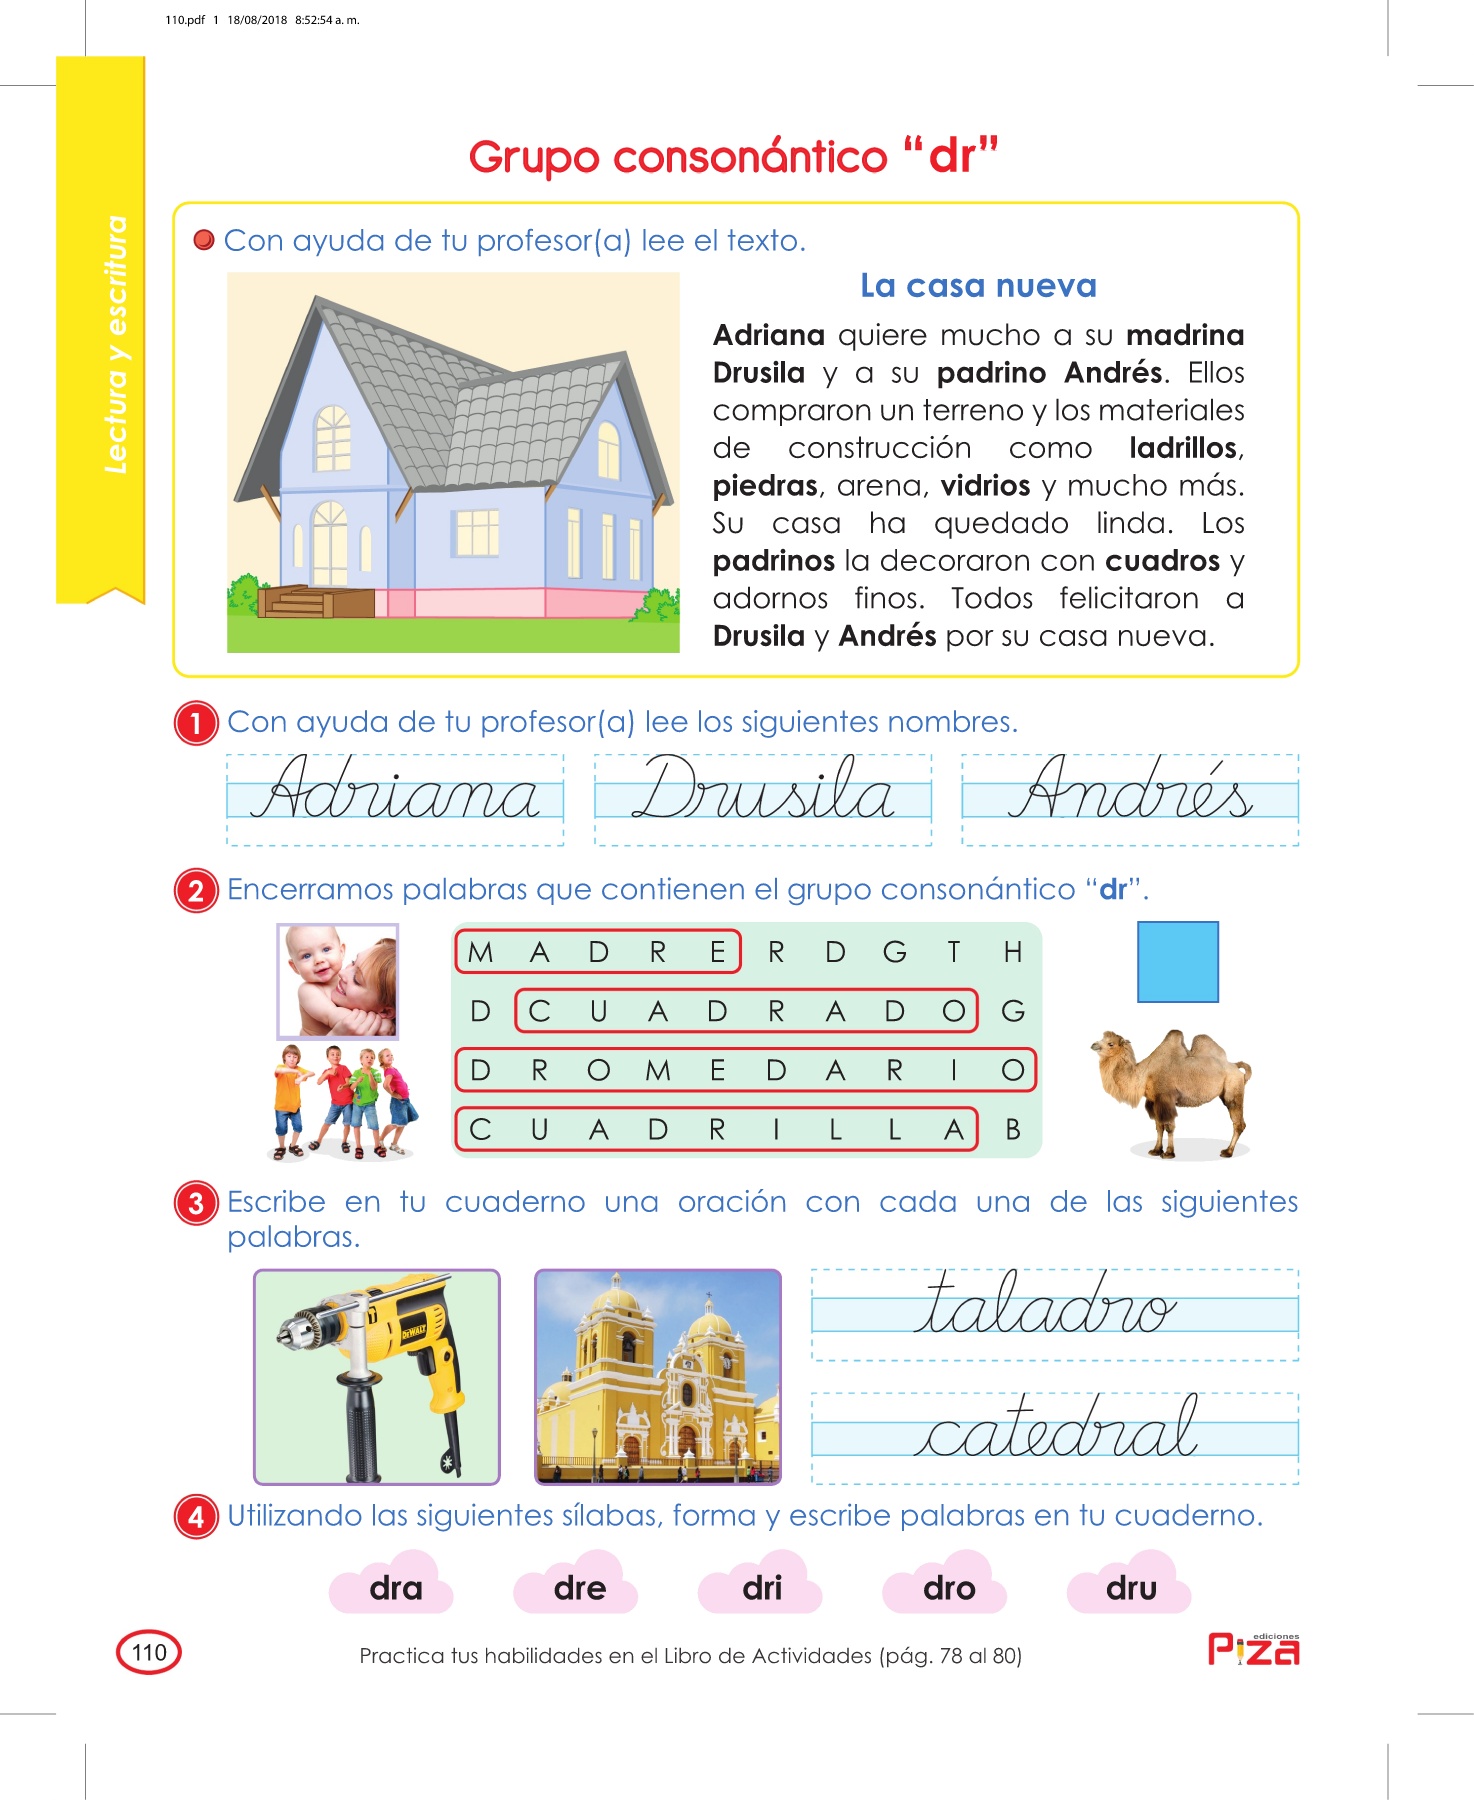 110.pdf 1 18/08/2018 8:52:54 a. m.
Lectura y escritura
Grupo consonántico “dr”
Con ayuda de tu profesor(a) lee el texto.
La casa nueva
Adriana quiere mucho a su madrina
Drusila y a su padrino Andrés. Ellos
compraron un terreno y los materiales
de construcción como ladrillos,
piedras, arena, vidrios y mucho más.
Su casa ha quedado linda. Los
padrinos la decoraron con cuadros y
adornos finos. Todos felicitaron a
Drusila y Andrés por su casa nueva.
1 Con ayuda de tu profesor(a) lee los siguientes nombres.
Adriana Drusila Andrés
2 Encerramos palabras que contienen el grupo consonántico “dr”.
M A D R E R D G T H
D C U A D R A D O G
D R O M E D A R I O
C U A D R I L L A B
3 Escribe en tu cuaderno una oración con cada una de las siguientes
palabras.
DEWALT
taladro
catedral
4 Utilizando las siguientes sílabas, forma y escribe palabras en tu cuaderno.
dra dre dri dro dru
110
Practica tus habilidades en el Libro de Actividades (pág. 78 al 80)
ediciones
Piza